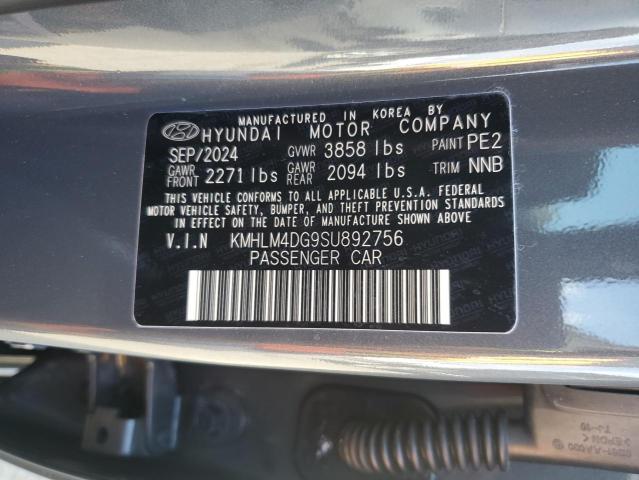 MANUFACTURED IN KOREA BY
HYUNDAI MOTOR COMPANY
SEP/2024 GVWR 3858 lbs PAINT PE2
GAWR FRONT 2271 lbs GAWR REAR 2094 lbs TRIM NNB
THIS VEHICLE CONFORMS TO ALL APPLICABLE U.S.A. FEDERAL
MOTOR VEHICLE SAFETY, BUMPER, AND THEFT PREVENTION STANDARDS
IN EFFECT ON THE DATE OF MANUFACTURE SHOWN ABOVE
V.I.N KMHLM4DG9SU892756
PASSENGER CAR